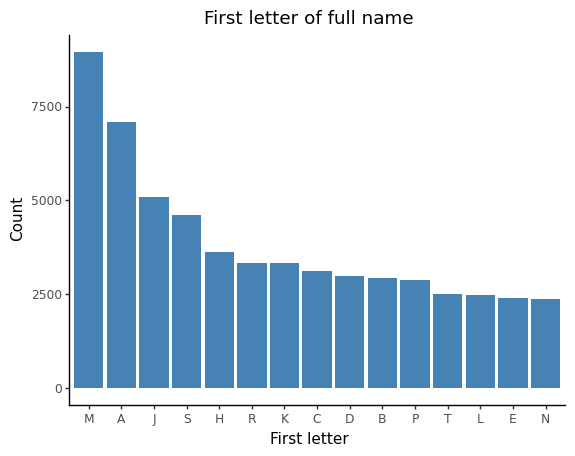 First letter of full name
Count
7500
5000
2500
0
M A J S H R K C D B P T L E N
First letter